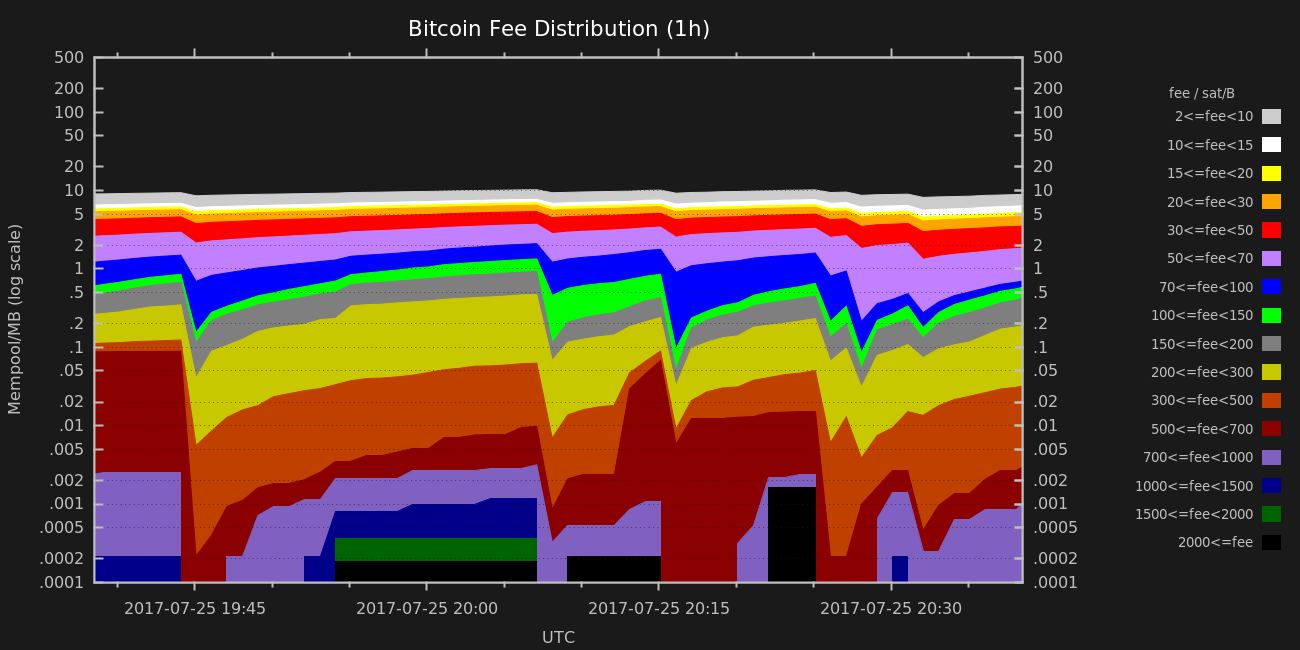 Bitcoin Fee Distribution (1h)
Mempool/MB (log scale)
500
200
100
50
20
10
5
2
1
.5
.2
.1
.05
.02
.01
.005
.002
.001
.0005
.0002
.0001
500
200
100
50
20
10
5
2
1
.5
.2
.1
.05
.02
.01
.005
.002
.001
.0005
.0002
.0001
2017-07-25 19:45
2017-07-25 20:00
2017-07-25 20:15
2017-07-25 20:30
UTC
fee / sat/B
2<=fee<10
10<=fee<15
15<=fee<20
20<=fee<30
30<=fee<50
50<=fee<70
70<=fee<100
100<=fee<150
150<=fee<200
200<=fee<300
300<=fee<500
500<=fee<700
700<=fee<1000
1000<=fee<1500
1500<=fee<2000
2000<=fee